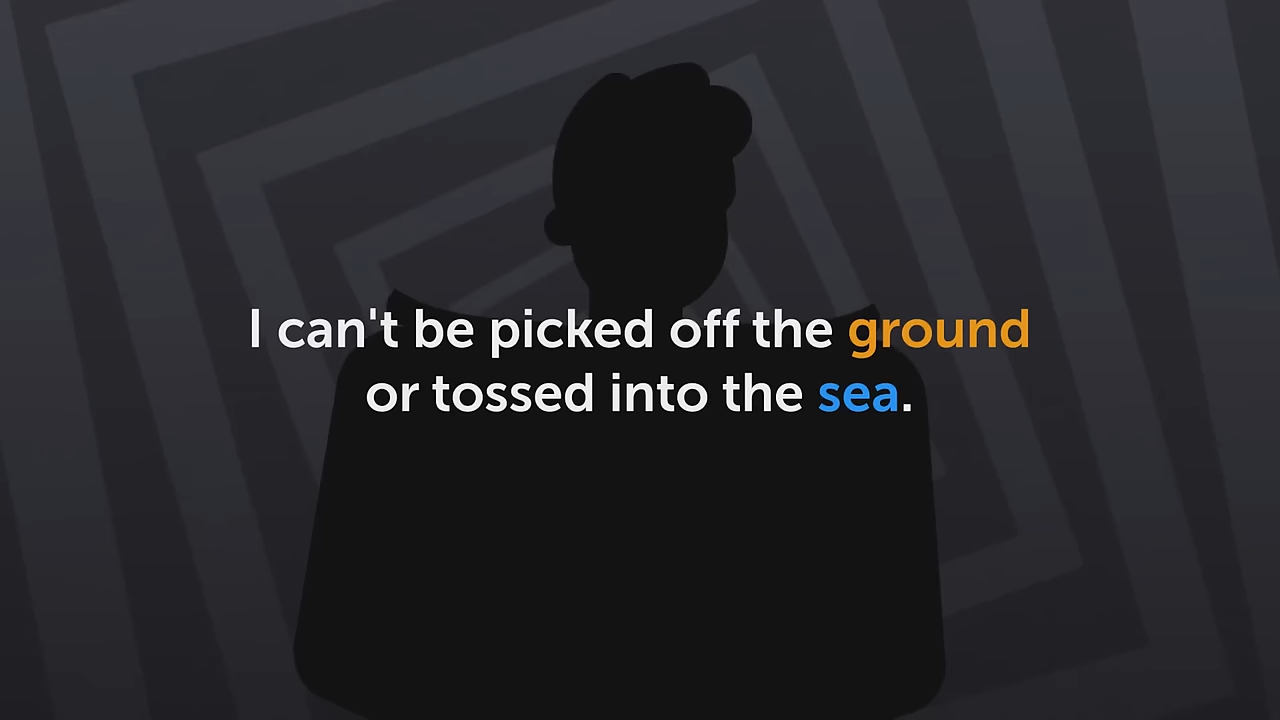 I can't be picked off the ground
or tossed into the sea.